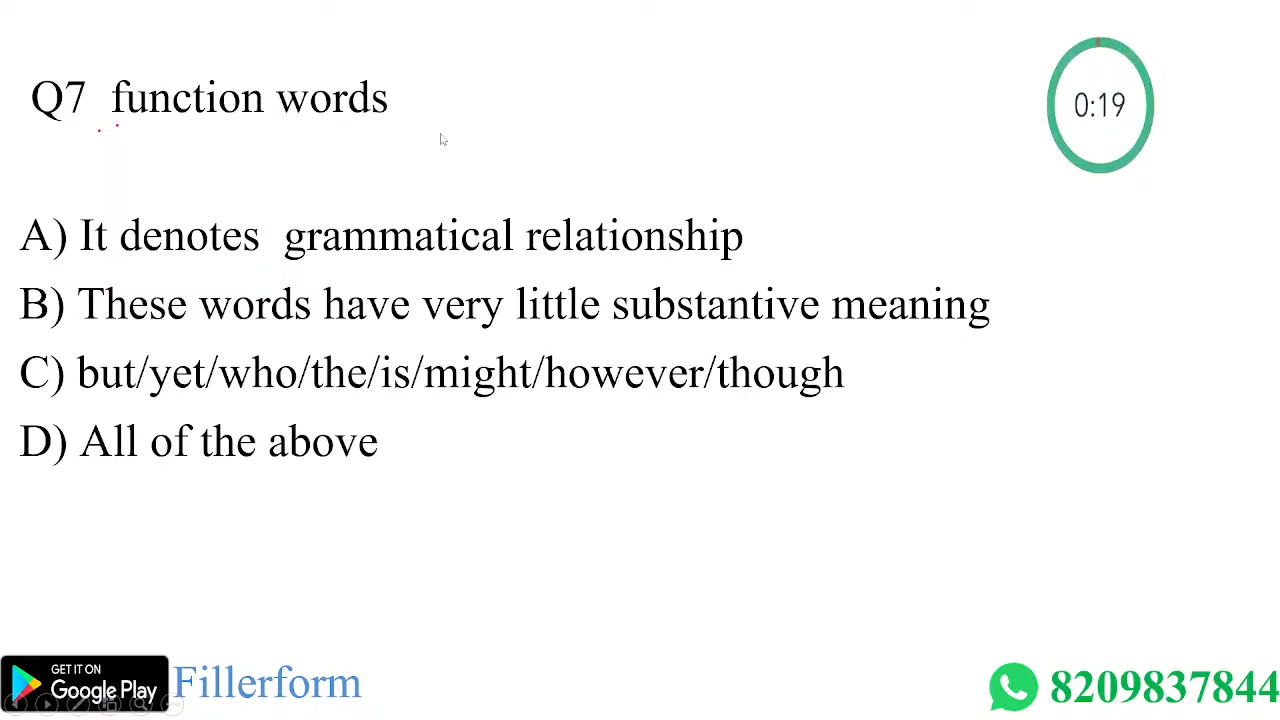 Q7 function words
0:19
A) It denotes grammatical relationship
B) These words have very little substantive meaning
C) but/yet/who/the/is/might/however/though
D) All of the above
GET IT ON
Google Play
Fillerform
8209837844